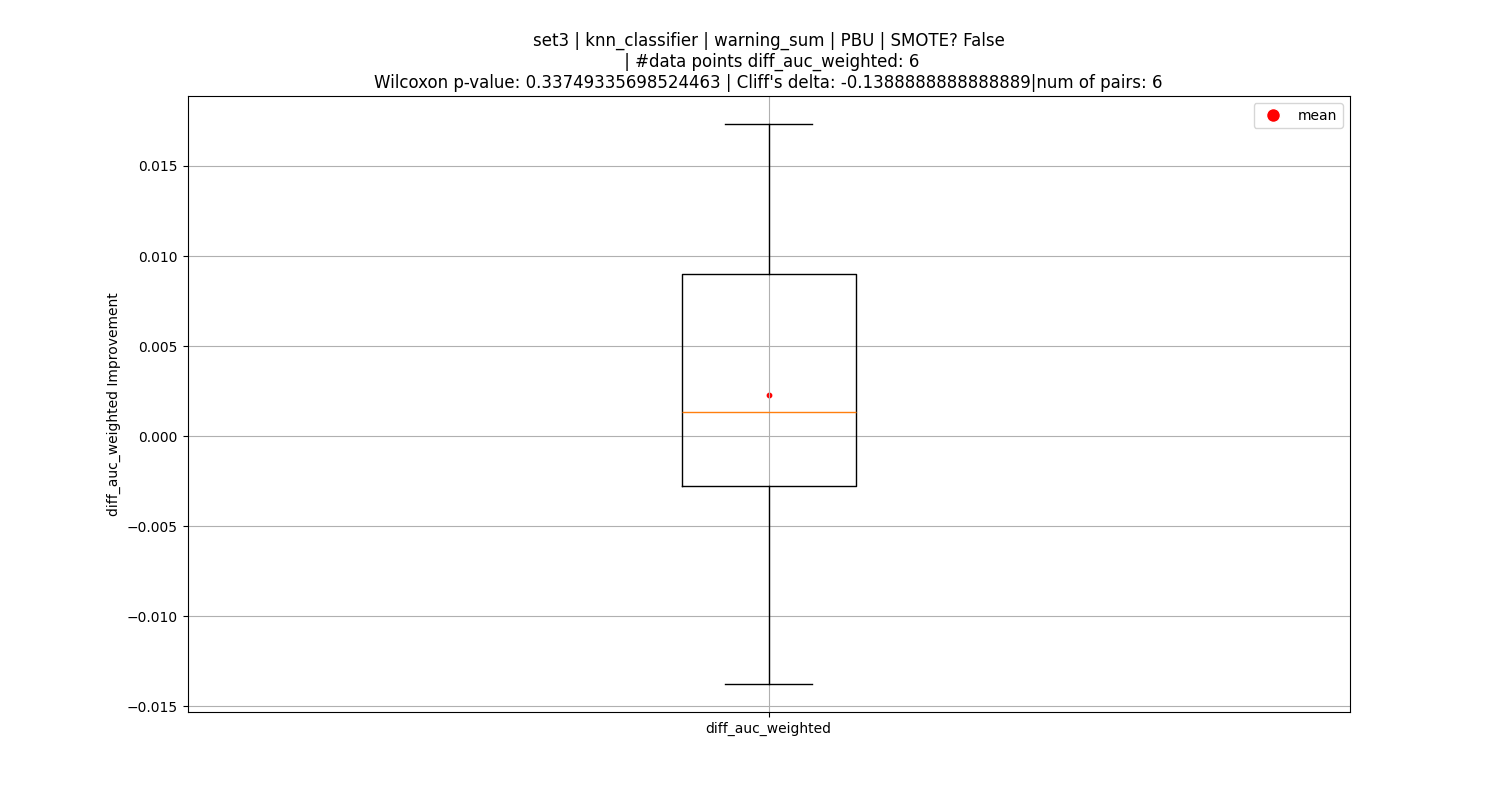 set3 | knn_classifier | warning_sum | PBU | SMOTE? False
| #data points diff_auc_weighted: 6
Wilcoxon p-value: 0.33749335698524463 | Cliff's delta: -0.1388888888888889|num of pairs: 6
mean
0.015
0.010
0.005
0.000
−0.005
−0.010
−0.015
diff_auc_weighted Improvement
diff_auc_weighted